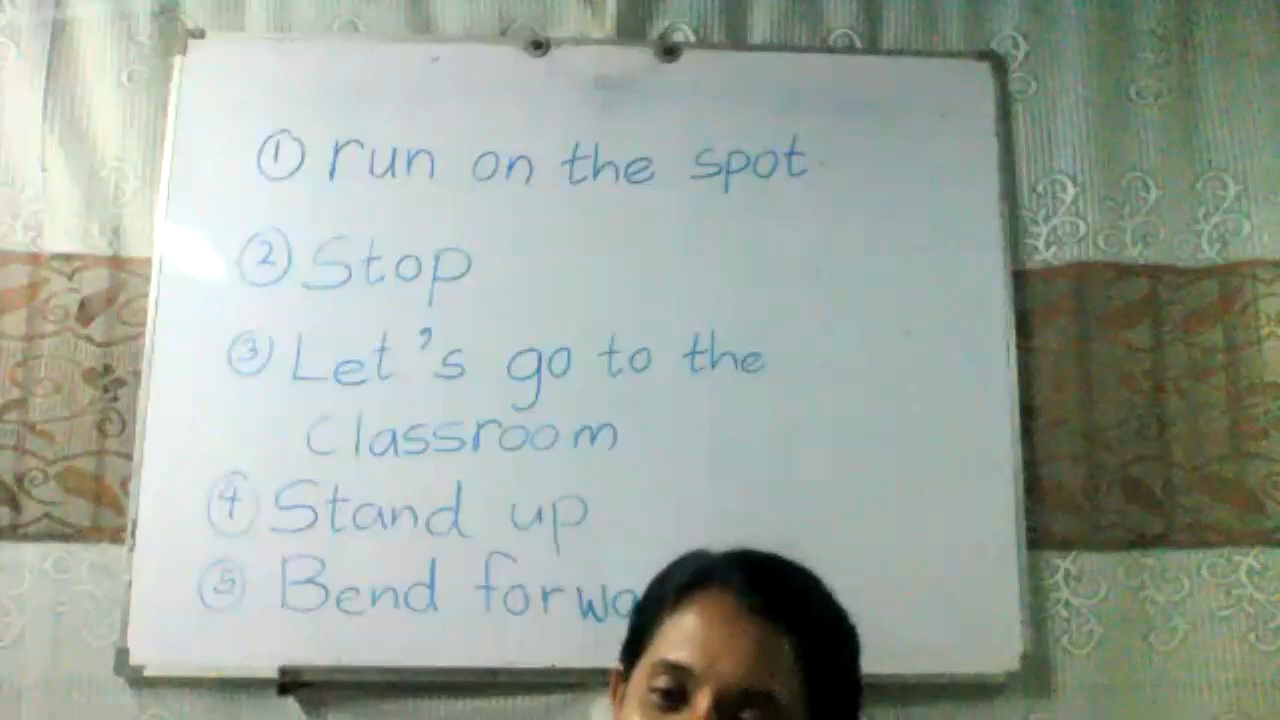 ① run on the spot
② Stop
③ Let's go to the
Classroom
④ Stand up
⑤ Bend